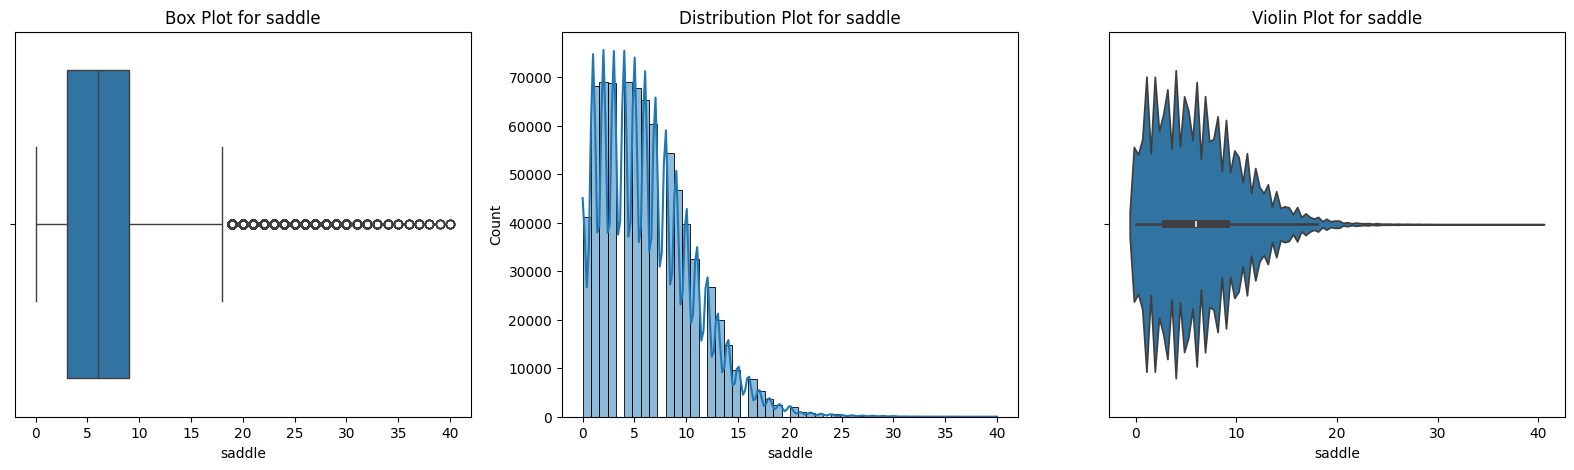 Box Plot for saddle
0 5 10 15 20 25 30 35 40
saddle
Distribution Plot for saddle
Count
70000
60000
50000
40000
30000
20000
10000
0
0 5 10 15 20 25 30 35 40
saddle
Violin Plot for saddle
0 10 20 30 40
saddle